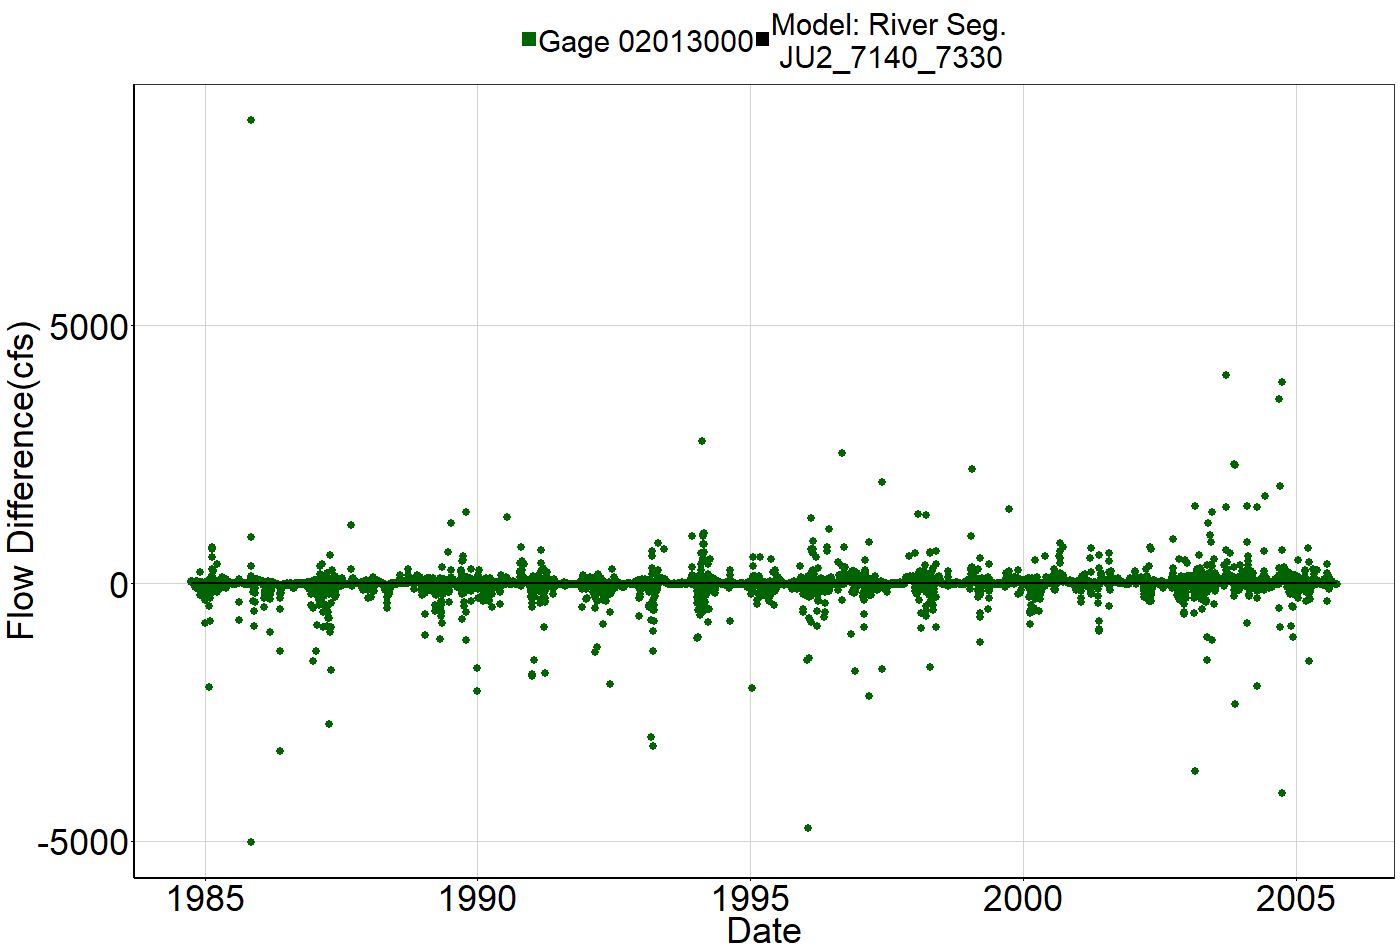 Gage 02013000
Model: River Seg.
JU2_7140_7330
Flow Difference(cfs)
5000
0
-5000
1985
1990
1995
2000
2005
Date